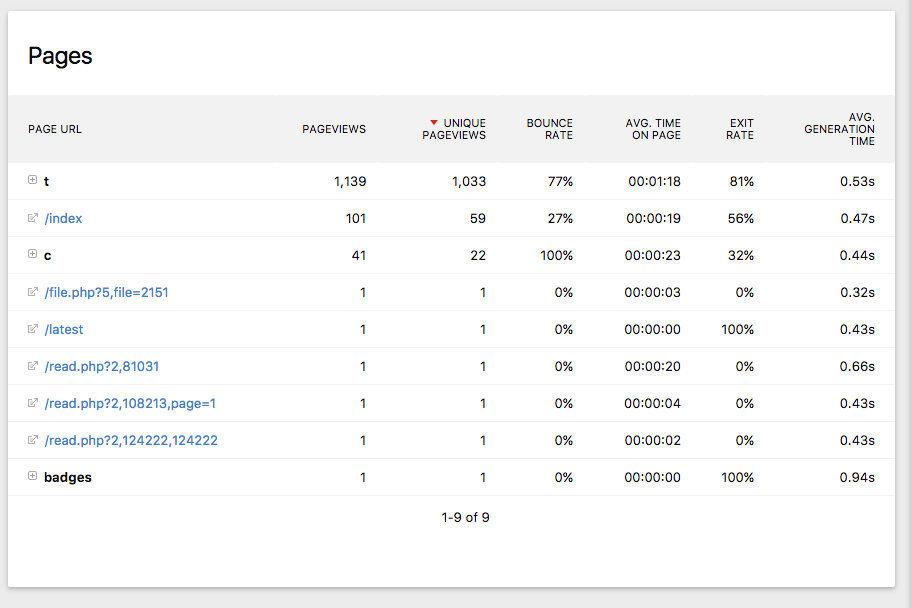 Pages
PAGE URL PAGEVIEWS UNIQUE PAGEVIEWS BOUNCE RATE AVG. TIME ON PAGE EXIT RATE AVG. GENERATION TIME
t 1,139 1,033 77% 00:01:18 81% 0.53s
/index 101 59 27% 00:00:19 56% 0.47s
c 41 22 100% 00:00:23 32% 0.44s
/file.php?5,file=2151 1 1 0% 00:00:03 0% 0.32s
/latest 1 1 0% 00:00:00 100% 0.43s
/read.php?2,81031 1 1 0% 00:00:20 0% 0.66s
/read.php?2,108213,page=1 1 1 0% 00:00:04 0% 0.43s
/read.php?2,124222,124222 1 1 0% 00:00:02 0% 0.43s
badges 1 1 0% 00:00:00 100% 0.94s
1-9 of 9